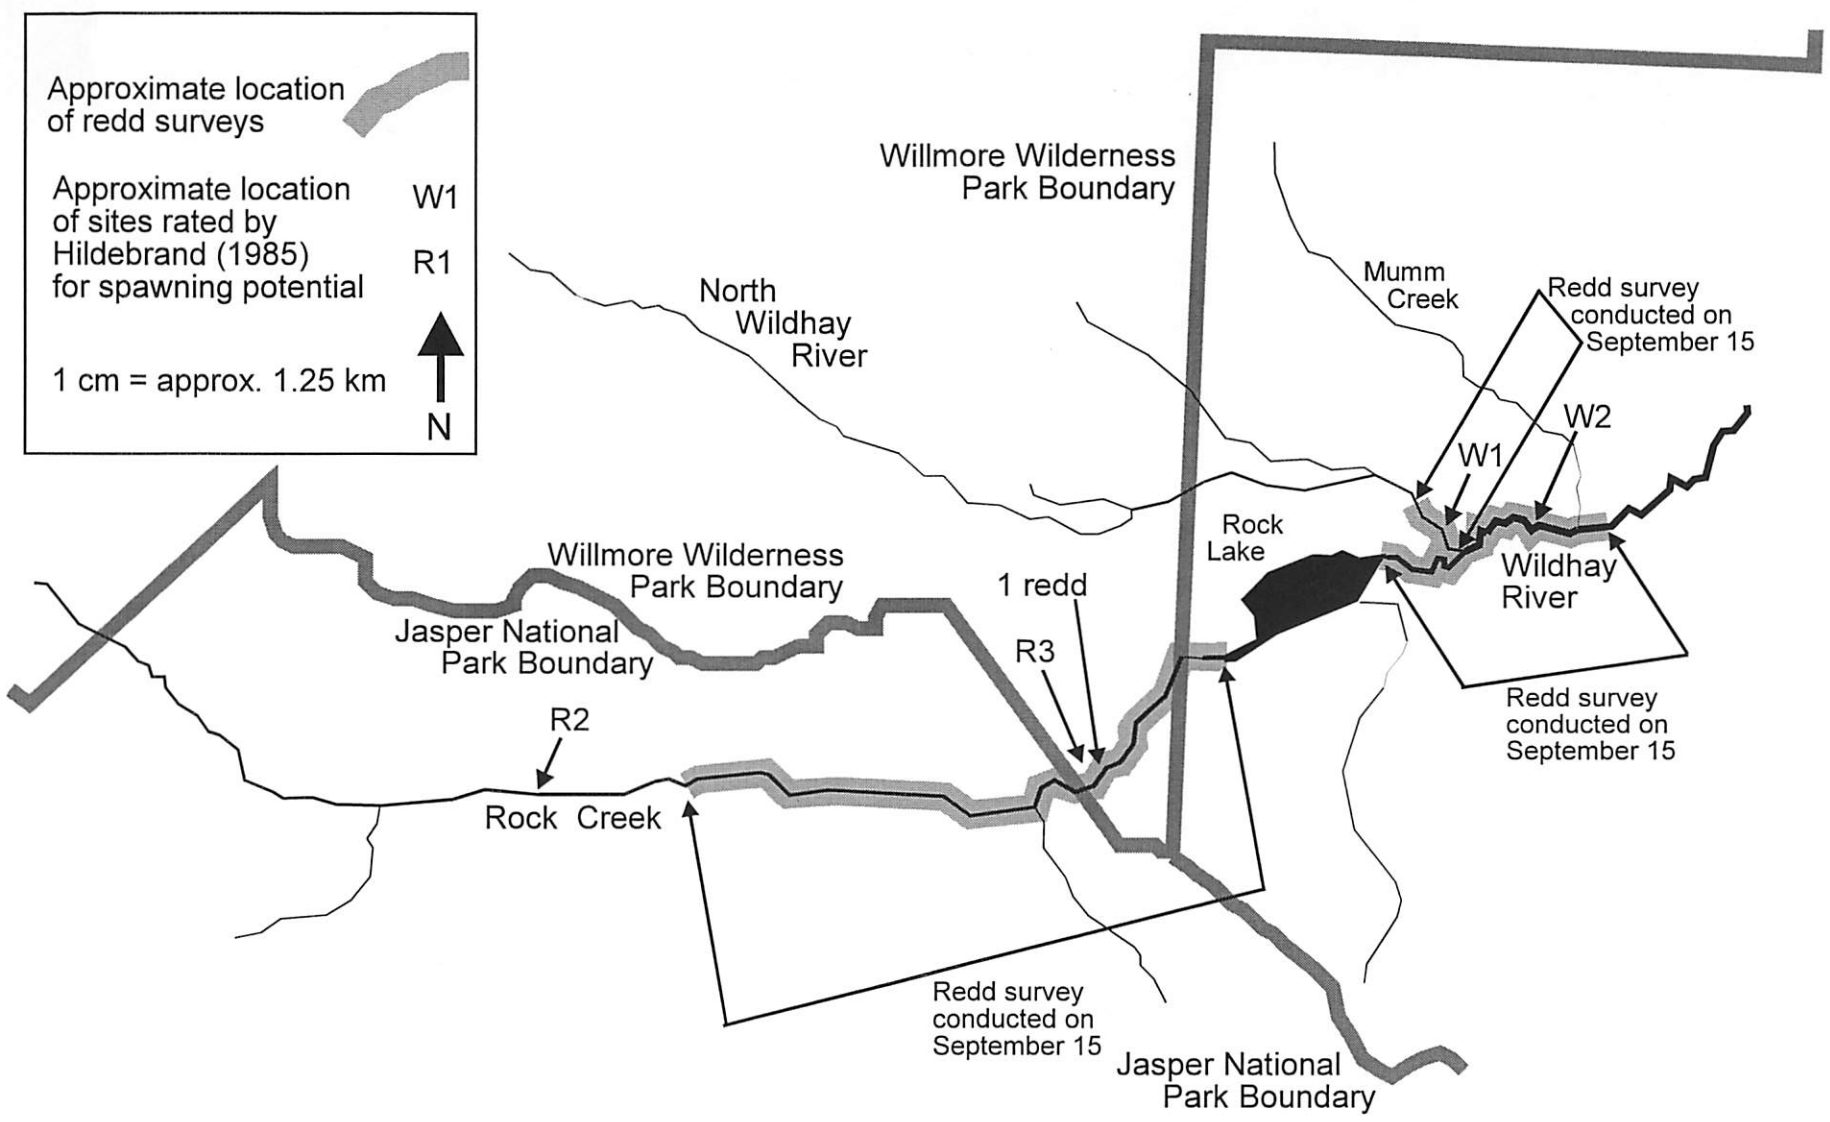 Approximate location
of redd surveys
Approximate location
of sites rated by
Hildebrand (1985)
for spawning potential
W1
R1
1 cm = approx. 1.25 km
N
Willmore Wilderness
Park Boundary
North
Wildhay
River
Mumm
Creek
Redd survey
conducted on
September 15
W1
W2
Rock
Lake
Wildhay
River
Willmore Wilderness
Park Boundary
Jasper National
Park Boundary
1 redd
R3
R2
Rock Creek
Redd survey
conducted on
September 15
Redd survey
conducted on
September 15
Jasper National
Park Boundary